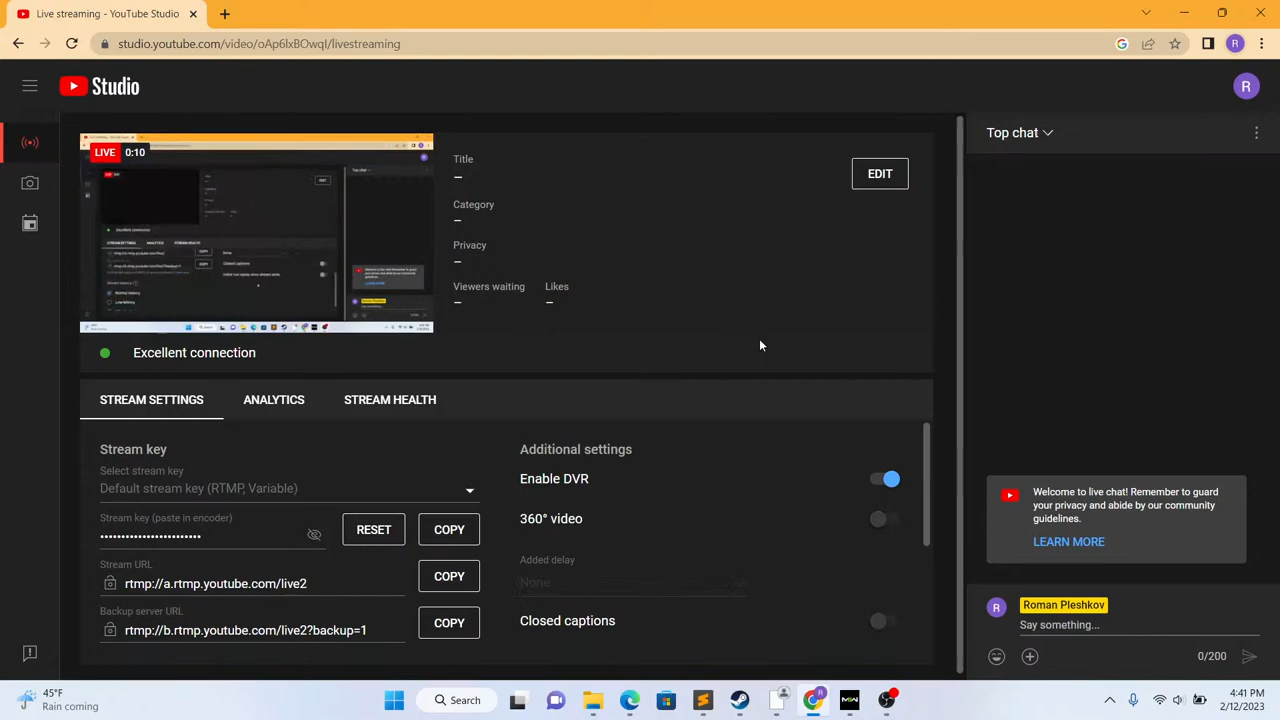 Live streaming - YouTube Studio
studio.youtube.com/video/oAp6lxBOwqI/livestreaming
R
Studio
R
LIVE 0:10
Title
–
Category
–
Privacy
–
Viewers waiting Likes
– –
EDIT
Excellent connection
STREAM SETTINGS ANALYTICS STREAM HEALTH
Stream key
Select stream key
Default stream key (RTMP, Variable)
Stream key (paste in encoder)
••••••••••••••••••••••••
RESET COPY
Stream URL
rtmp://a.rtmp.youtube.com/live2
COPY
Backup server URL
rtmp://b.rtmp.youtube.com/live2?backup=1
COPY
Additional settings
Enable DVR
360° video
Added delay
None
Closed captions
Top chat
Welcome to live chat! Remember to guard
your privacy and abide by our community
guidelines.
LEARN MORE
R
Roman Pleshkov
Say something...
0/200
45°F
Rain coming
Search
4:41 PM
2/12/2023